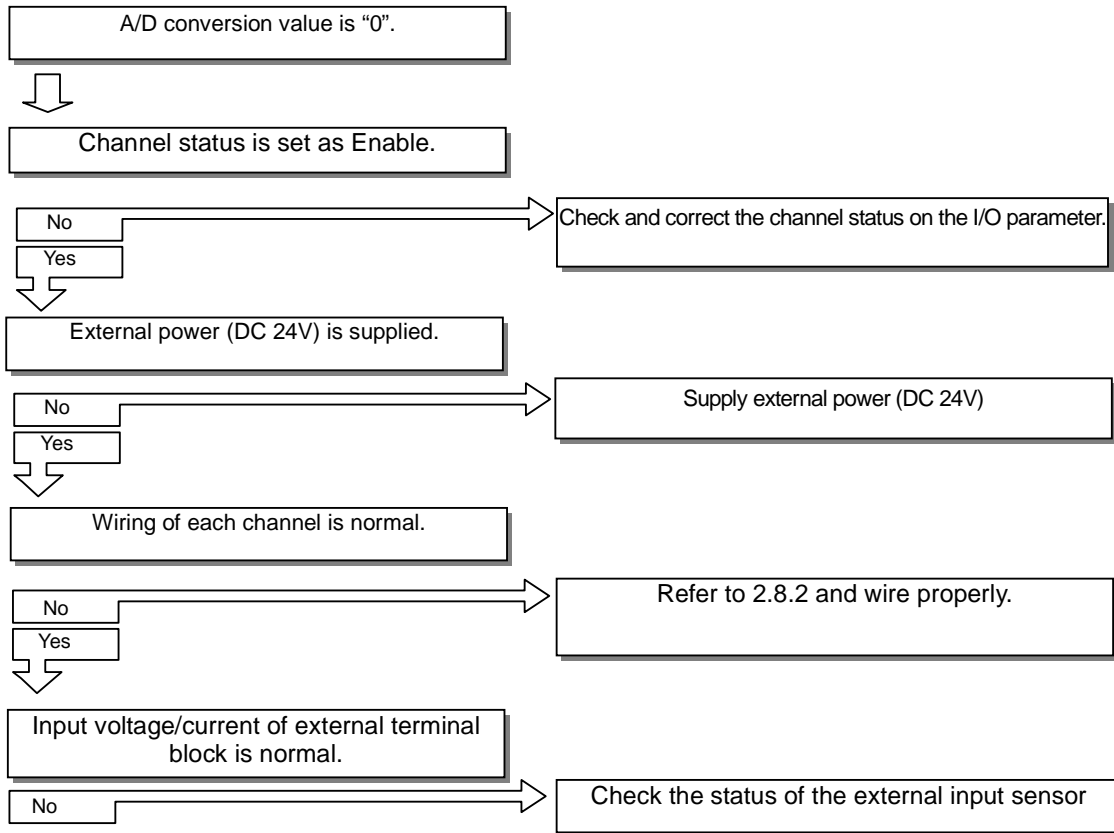 A/D conversion value is “0”.
Channel status is set as Enable.
No
Check and correct the channel status on the I/O parameter.
Yes
External power (DC 24V) is supplied.
No
Supply external power (DC 24V)
Yes
Wiring of each channel is normal.
No
Refer to 2.8.2 and wire properly.
Yes
Input voltage/current of external terminal
block is normal.
No
Check the status of the external input sensor